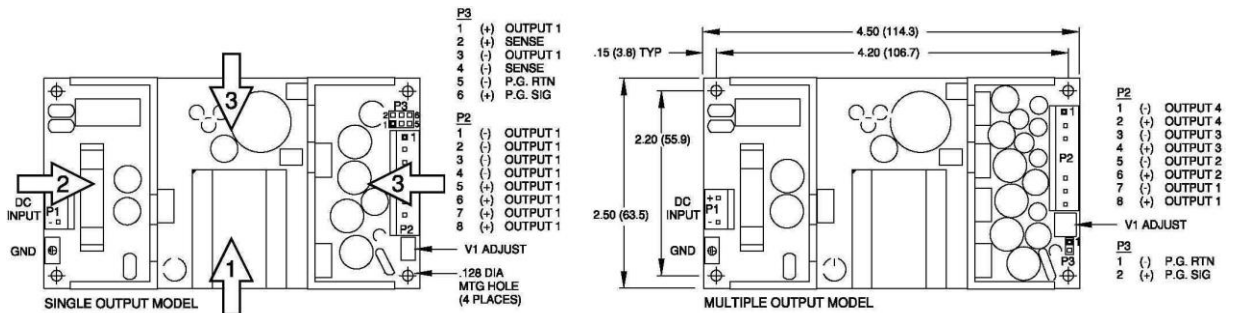 P3
1 (+) OUTPUT 1
2 (+) SENSE
3 (-) OUTPUT 1
4 (-) SENSE
5 (-) P.G. RTN
6 (+) P.G. SIG
P2
1 (-) OUTPUT 1
2 (-) OUTPUT 1
3 (-) OUTPUT 1
4 (-) OUTPUT 1
5 (+) OUTPUT 1
6 (+) OUTPUT 1
7 (+) OUTPUT 1
8 (+) OUTPUT 1
3
P3
2 6
1 5
1
2
3
DC
INPUT
P1
-
GND
P2
V1 ADJUST
1
.128 DIA
MTG HOLE
(4 PLACES)
SINGLE OUTPUT MODEL
4.50 (114.3)
.15 (3.8) TYP
4.20 (106.7)
2.20 (55.9)
2.50 (63.5)
1
P2
DC
INPUT
+
P1
-
GND
V1 ADJUST
1
P3
MULTIPLE OUTPUT MODEL
P2
1 (-) OUTPUT 4
2 (+) OUTPUT 4
3 (-) OUTPUT 3
4 (+) OUTPUT 3
5 (-) OUTPUT 2
6 (+) OUTPUT 2
7 (-) OUTPUT 1
8 (+) OUTPUT 1
P3
1 (-) P.G. RTN
2 (+) P.G. SIG